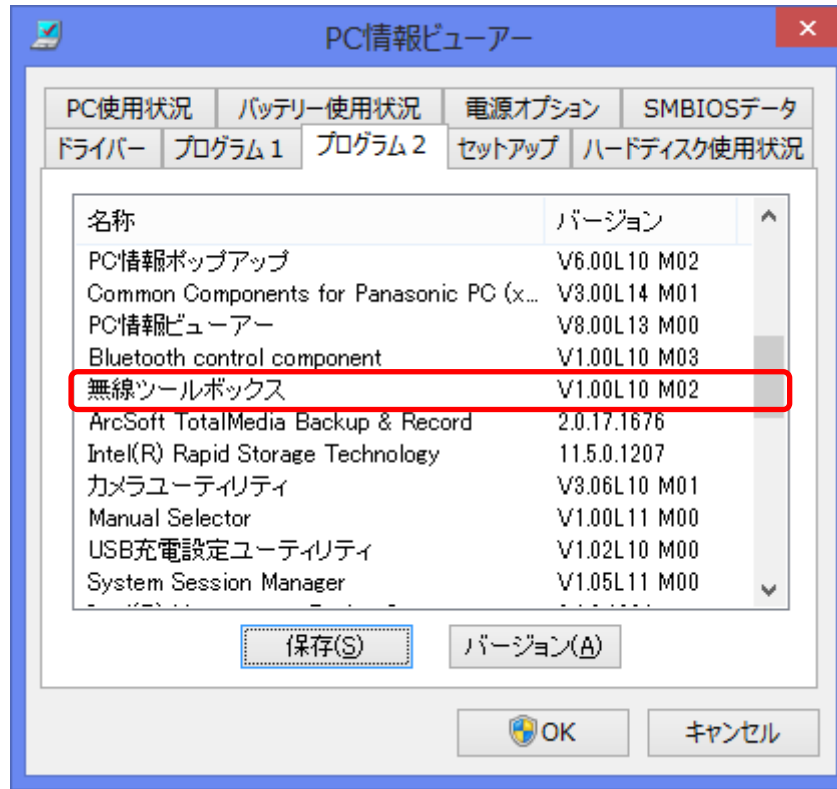 PC情報ビューアー
PC使用状況 バッテリー使用状況 電源オプション SMBIOSデータ
ドライバー プログラム 1 プログラム 2 セットアップ ハードディスク使用状況
名称 バージョン
PC情報ポップアップ V6.00L10 M02
Common Components for Panasonic PC (x... V3.00L14 M01
PC情報ビューアー V8.00L13 M00
Bluetooth control component V1.00L10 M03
無線ツールボックス V1.00L10 M02
ArcSoft TotalMedia Backup & Record 2.0.17.1676
Intel(R) Rapid Storage Technology 11.5.0.1207
カメラユーティリティ V3.06L10 M01
Manual Selector V1.00L11 M00
USB充電設定ユーティリティ V1.02L10 M00
System Session Manager V1.05L11 M00
保存(S) バージョン(A)
OK キャンセル